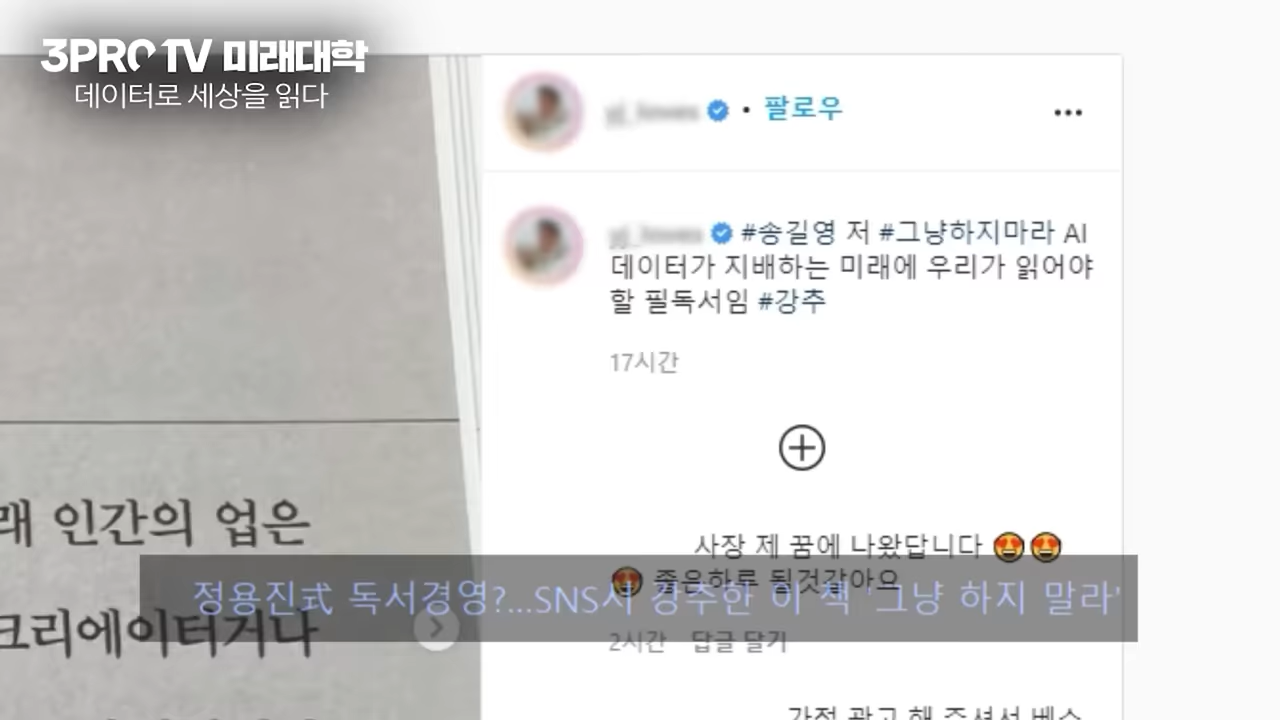 3PRO TV 미래대학
데이터로 세상을 읽다
• 팔로우
#송길영 저 #그냥하지마라 AI
데이터가 지배하는 미래에 우리가 읽어야
할 필독서임 #강추
17시간
인간의 업은
크리에이터거나
사장 제 꿈에 나왔답니다 😍😍
😍 좋은하루 될것같아요
정용진式 독서경영?...SNS서 강추한 이 책 '그냥 하지 말라'
2시간 답글 달기